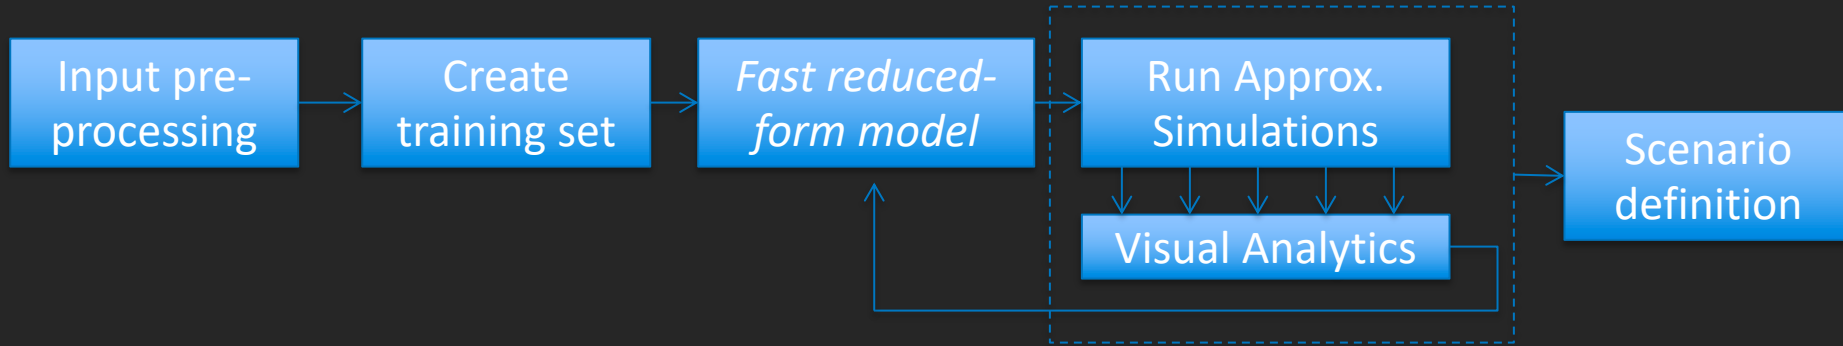 Input pre-
processing
Create
training set
Fast reduced-
form model
Run Approx.
Simulations
Visual Analytics
Scenario
definition